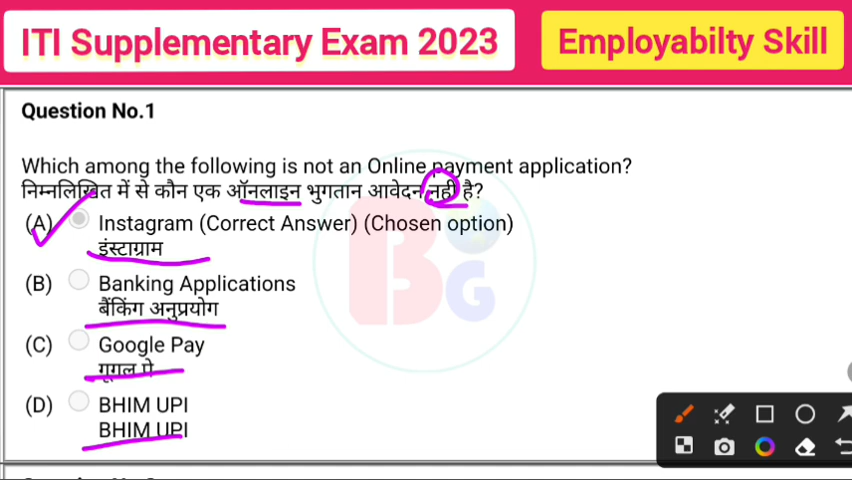 ITI Supplementary Exam 2023
Employabilty Skill
Question No.1
Which among the following is not an Online payment application?
निम्नलिखित में से कौन एक ऑनलाइन भुगतान आवेदन नही है?
(A) Instagram (Correct Answer) (Chosen option)
इंस्टाग्राम
(B) Banking Applications
बैंकिंग अनुप्रयोग
(C) Google Pay
गूगल पे
(D) BHIM UPI
BHIM UPI
BG